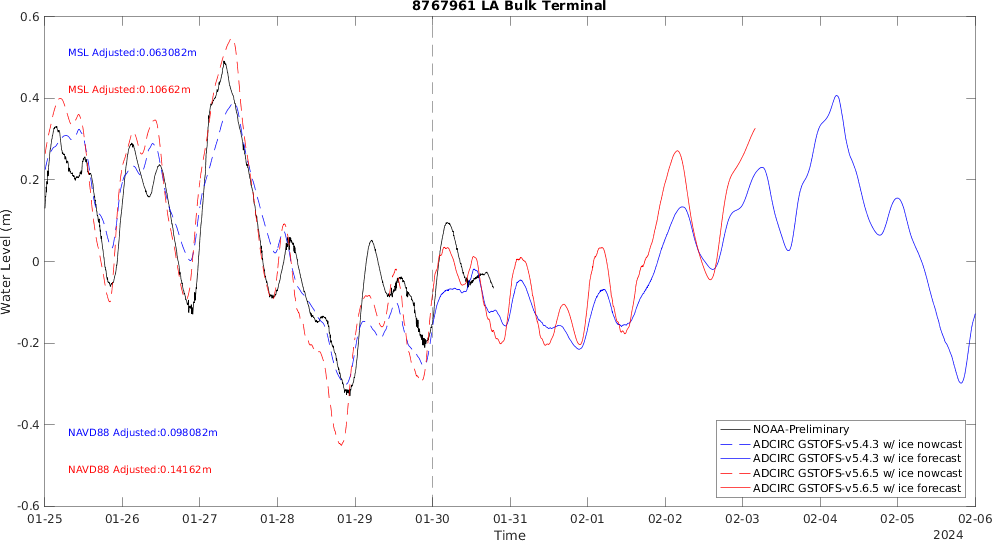 8767961 LA Bulk Terminal
0.6
0.4
0.2
0
-0.2
-0.4
-0.6
Water Level (m)
MSL Adjusted:0.063082m
MSL Adjusted:0.10662m
NAVD88 Adjusted:0.098082m
NAVD88 Adjusted:0.14162m
NOAA-Preliminary
ADCIRC GSTOFS-v5.4.3 w/ ice nowcast
ADCIRC GSTOFS-v5.4.3 w/ ice forecast
ADCIRC GSTOFS-v5.6.5 w/ ice nowcast
ADCIRC GSTOFS-v5.6.5 w/ ice forecast
01-25 01-26 01-27 01-28 01-29 01-30 01-31 02-01 02-02 02-03 02-04 02-05 02-06
Time
2024